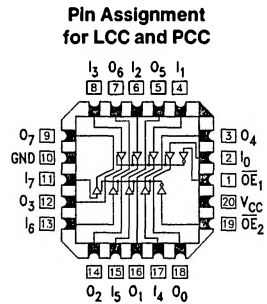 Pin Assignment
for LCC and PCC
I3 O6 I2 O5 I1
8 7 6 5 4
O7 9
GND 10
I7 11
O3 12
I6 13
3 O4
2 I0
1 OE1
20 VCC
19 OE2
14 15 16 17 18
O2 I5 O1 I4 O0